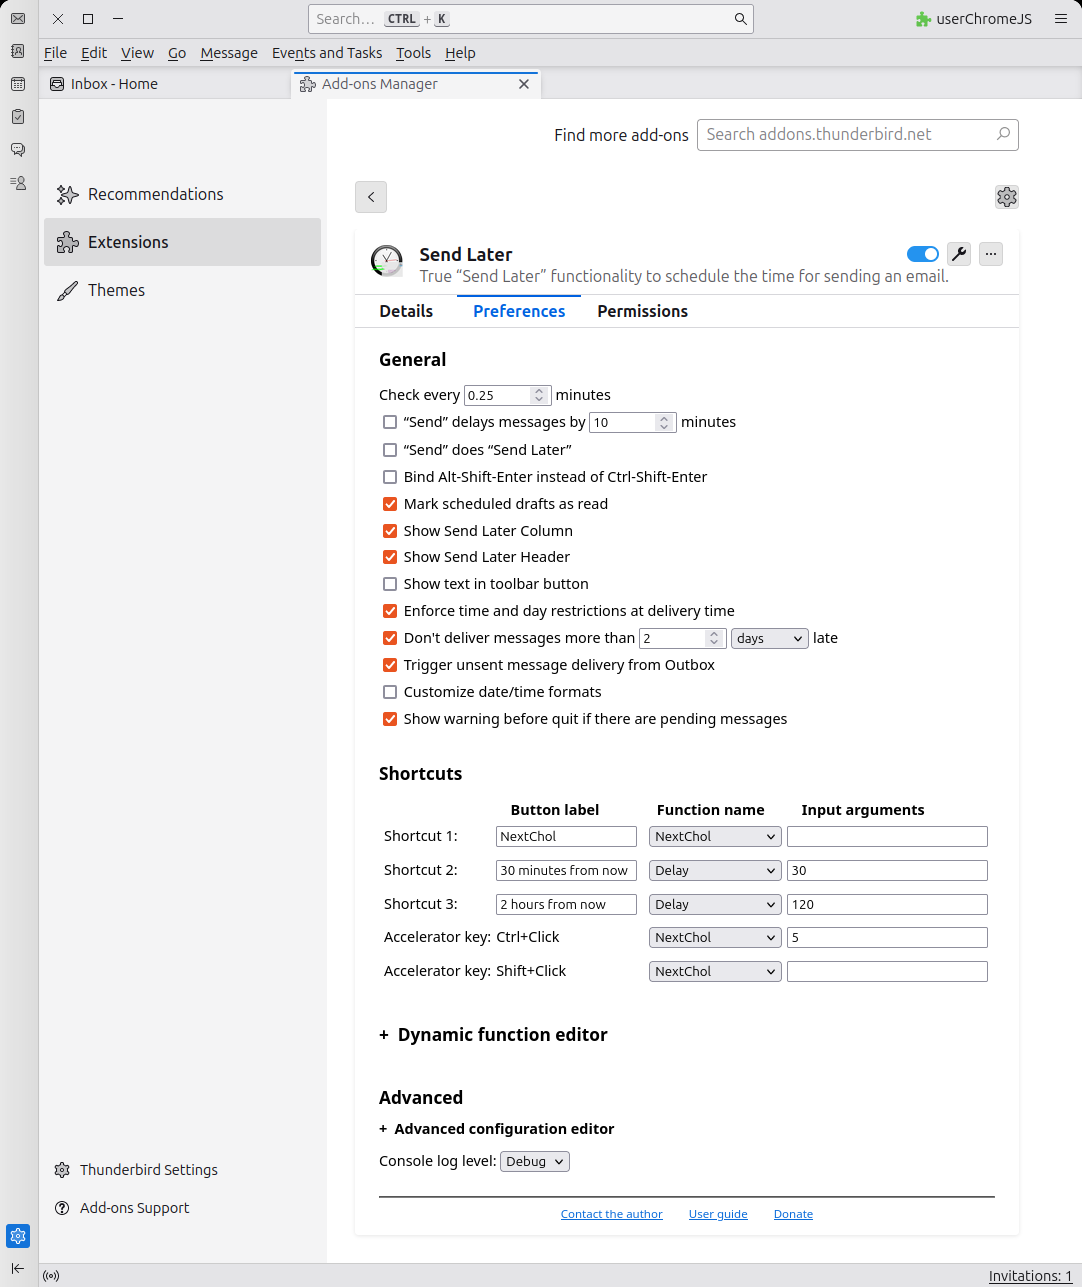 Search… CTRL + K
userChromeJS
File Edit View Go Message Events and Tasks Tools Help
Inbox - Home
Add-ons Manager
Find more add-ons
Search addons.thunderbird.net
Recommendations
Extensions
Themes
Send Later
True “Send Later” functionality to schedule the time for sending an email.
Details Preferences Permissions
General
Check every 0.25 minutes
“Send” delays messages by 10 minutes
“Send” does “Send Later”
Bind Alt-Shift-Enter instead of Ctrl-Shift-Enter
Mark scheduled drafts as read
Show Send Later Column
Show Send Later Header
Show text in toolbar button
Enforce time and day restrictions at delivery time
Don't deliver messages more than 2 days late
Trigger unsent message delivery from Outbox
Customize date/time formats
Show warning before quit if there are pending messages
Shortcuts
Button label Function name Input arguments
Shortcut 1: NextChol NextChol
Shortcut 2: 30 minutes from now Delay 30
Shortcut 3: 2 hours from now Delay 120
Accelerator key: Ctrl+Click NextChol 5
Accelerator key: Shift+Click NextChol
+ Dynamic function editor
Advanced
+ Advanced configuration editor
Console log level: Debug
Contact the author User guide Donate
Thunderbird Settings
Add-ons Support
Invitations: 1